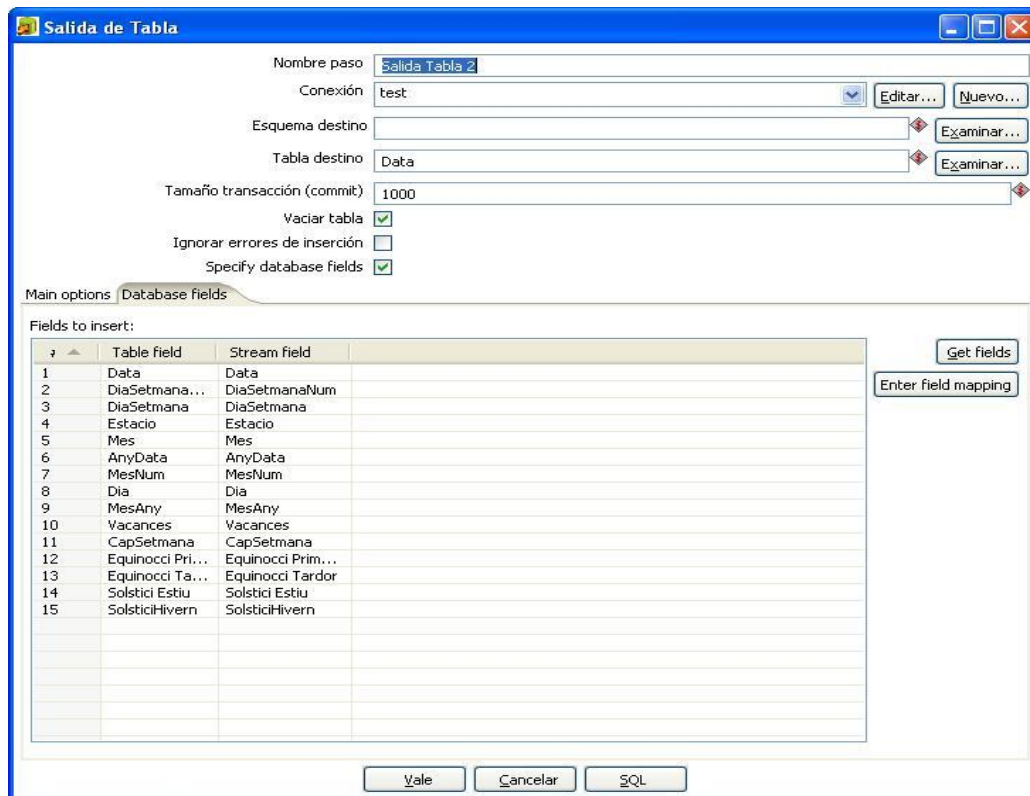 Salida de Tabla
Nombre paso Salida Tabla 2
Conexión test Editar... Nuevo...
Esquema destino Examinar...
Tabla destino Data Examinar...
Tamaño transacción (commit) 1000
Vaciar tabla
Ignorar errores de inserción
Specify database fields
Main options Database fields
Fields to insert:
Table field Stream field Get fields
1 Data Data
2 DiaSetmana... DiaSetmanaNum Enter field mapping
3 DiaSetmana DiaSetmana
4 Estacio Estacio
5 Mes Mes
6 AnyData AnyData
7 MesNum MesNum
8 Dia Dia
9 MesAny MesAny
10 Vacances Vacances
11 CapSetmana CapSetmana
12 Equinocci Pri... Equinocci Prim...
13 Equinocci Ta... Equinocci Tardor
14 Solstici Estiu Solstici Estiu
15 SolsticiHivern SolsticiHivern
Vale Cancelar SQL